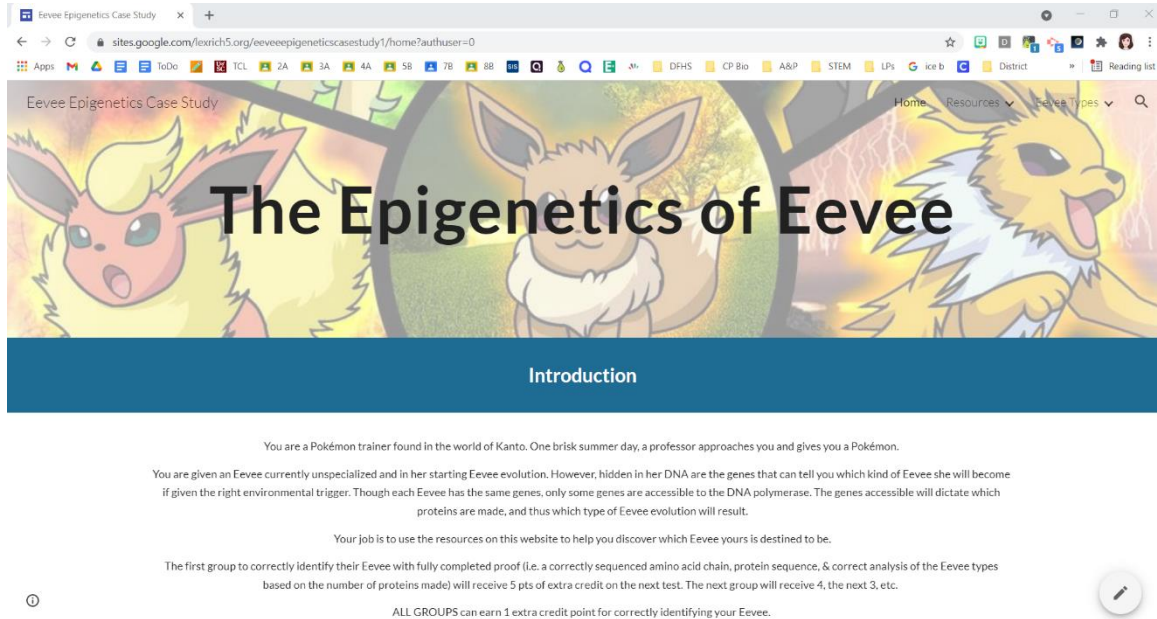 Eevee Epigenetics Case Study
sites.google.com/lexrich5.org/eeveeepigeneticscasestudy1/home?authuser=0
Apps ToDo TCL 2A 3A 4A 5B 7B 8B SIS DFHS CP Bio A&P STEM LPs ice b District » Reading list
Eevee Epigenetics Case Study Home Resources Eevee Types
The Epigenetics of Eevee
Introduction
You are a Pokémon trainer found in the world of Kanto. One brisk summer day, a professor approaches you and gives you a Pokémon.
You are given an Eevee currently unspecialized and in her starting Eevee evolution. However, hidden in her DNA are the genes that can tell you which kind of Eevee she will become
if given the right environmental trigger. Though each Eevee has the same genes, only some genes are accessible to the DNA polymerase. The genes accessible will dictate which
proteins are made, and thus which type of Eevee evolution will result.
Your job is to use the resources on this website to help you discover which Eevee yours is destined to be.
The first group to correctly identify their Eevee with fully completed proof (i.e. a correctly sequenced amino acid chain, protein sequence, & correct analysis of the Eevee types
based on the number of proteins made) will receive 5 pts of extra credit on the next test. The next group will receive 4, the next 3, etc.
ALL GROUPS can earn 1 extra credit point for correctly identifying your Eevee.